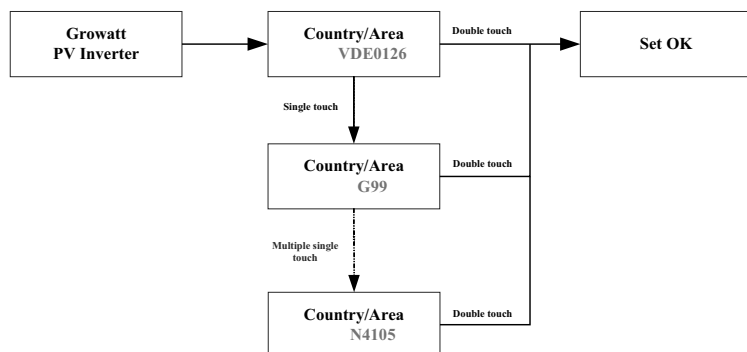 Growatt
PV Inverter
Country/Area
VDE0126
Double touch
Set OK
Single touch
Country/Area
G99
Double touch
Multiple single
touch
Country/Area
N4105
Double touch